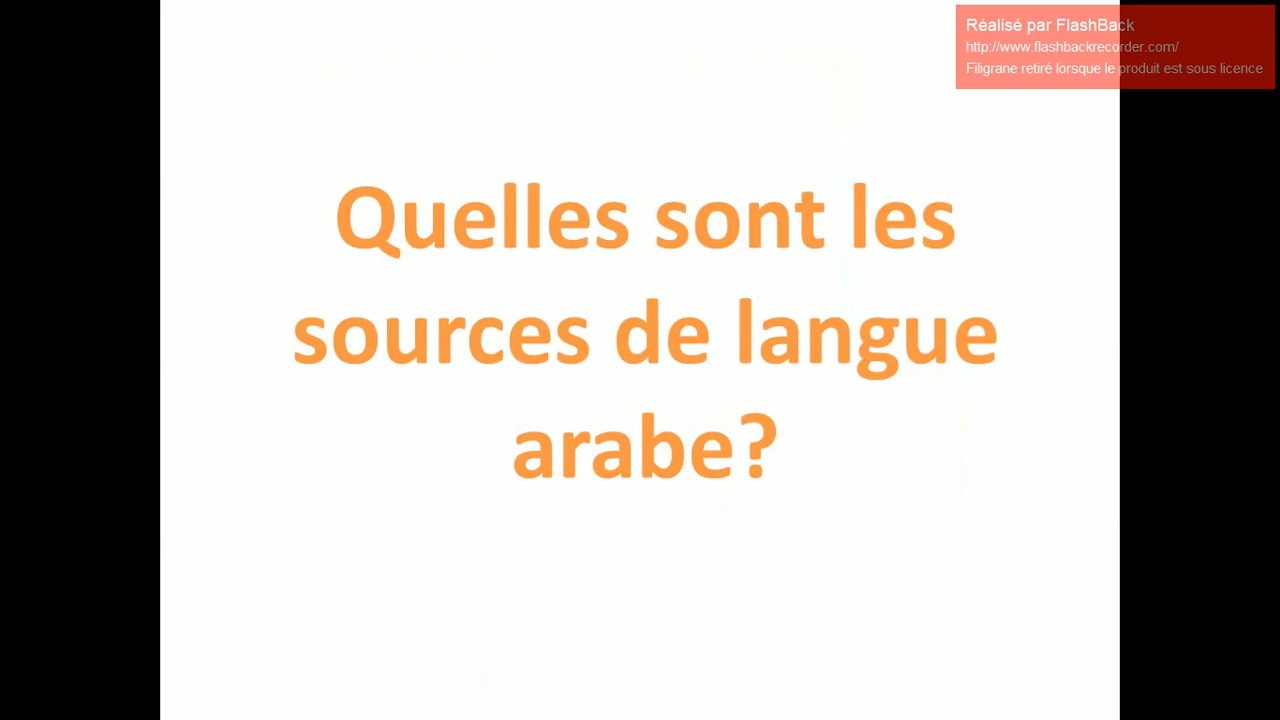 Réalisé par FlashBack
http://www.flashbackrecorder.com/
Filigrane retiré lorsque le produit est sous licence
Quelles sont les
sources de langue
arabe?